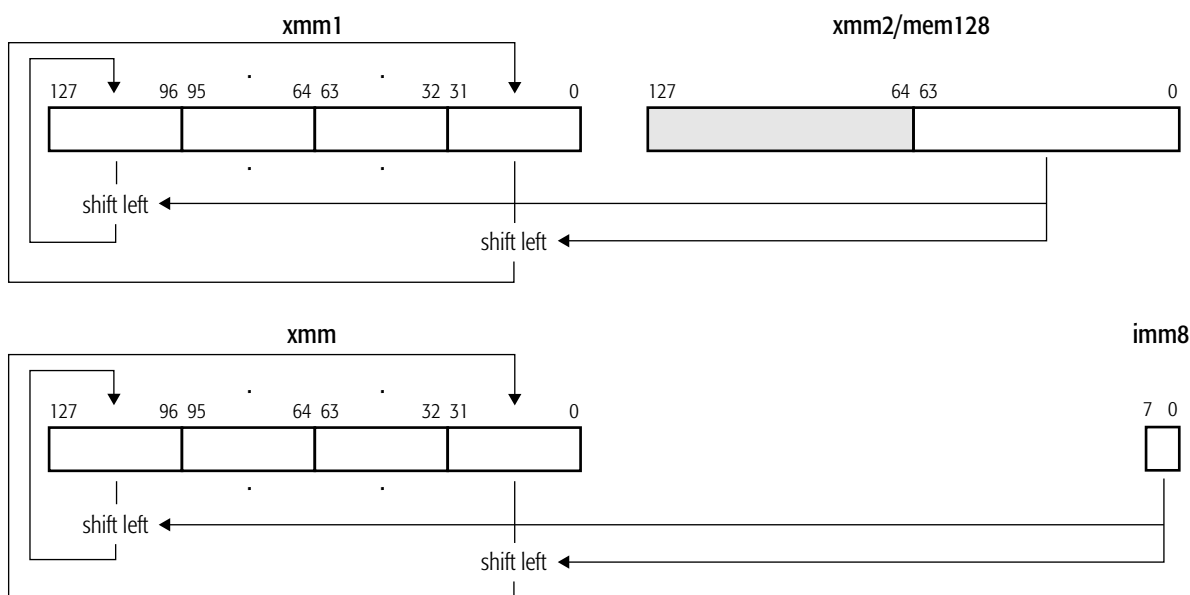 xmm1 xmm2/mem128
127 96 95 64 63 32 31 0 127 64 63 0
shift left
shift left
xmm imm8
127 96 95 64 63 32 31 0 7 0
shift left
shift left